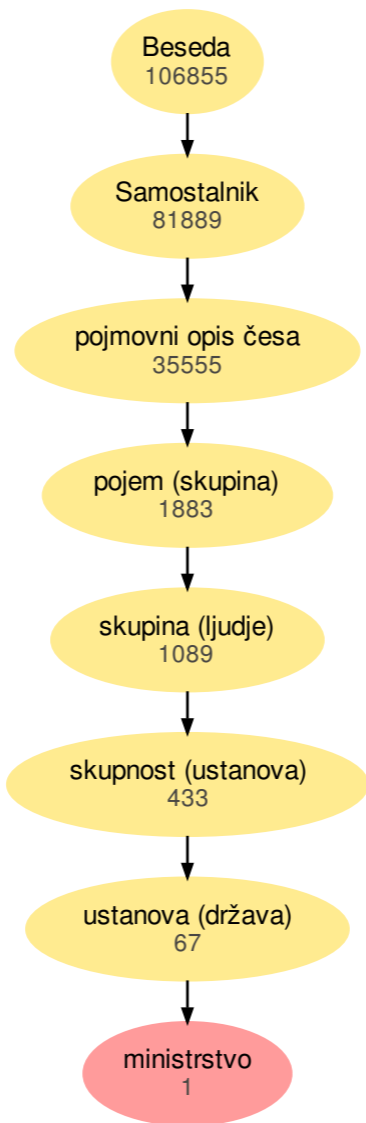 Beseda
106855
Samostalnik
81889
pojmovni opis česa
35555
pojem (skupina)
1883
skupina (ljudje)
1089
skupnost (ustanova)
433
ustanova (država)
67
ministrstvo
1